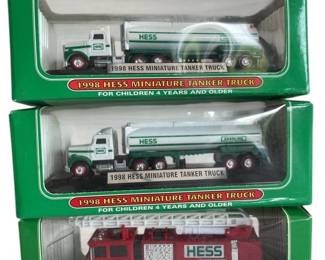 HESS
1998 HESS MINIATURE TANKER TRUCK
1998 HESS MINIATURE TANKER TRUCK
FOR CHILDREN 4 YEARS AND OLDER
HESS
GASOLINE
1998 HESS MINIATURE TANKER TRUCK
1998 HESS MINIATURE TANKER TRUCK
FOR CHILDREN 4 YEARS AND OLDER
HESS